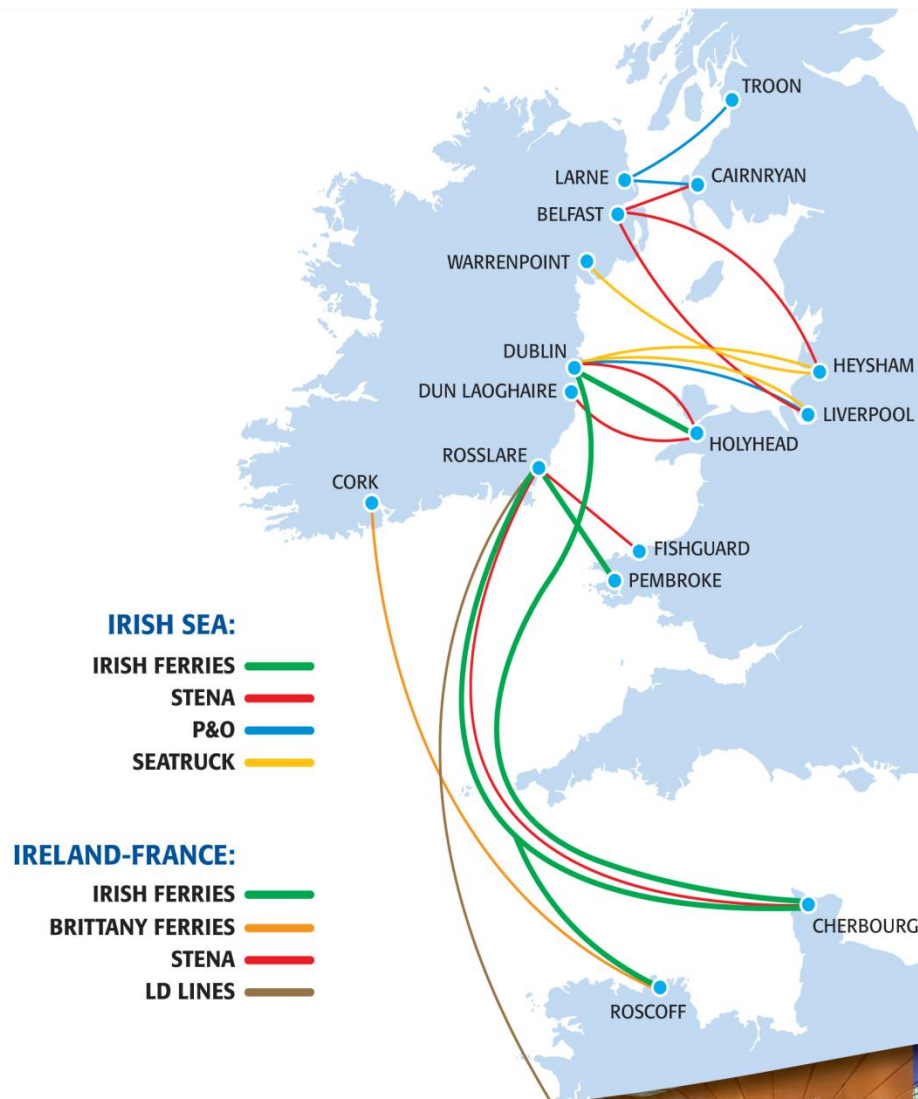 TROON
LARNE
CAIRNRYAN
BELFAST
WARRENPOINT
DUBLIN
HEYSHAM
DUN LAOGHAIRE
LIVERPOOL
HOLYHEAD
ROSSLARE
CORK
FISHGUARD
PEMBROKE
IRISH SEA:
IRISH FERRIES
STENA
P&O
SEATRUCK
IRELAND-FRANCE:
IRISH FERRIES
BRITTANY FERRIES
STENA
LD LINES
CHERBOURG
ROSCOFF